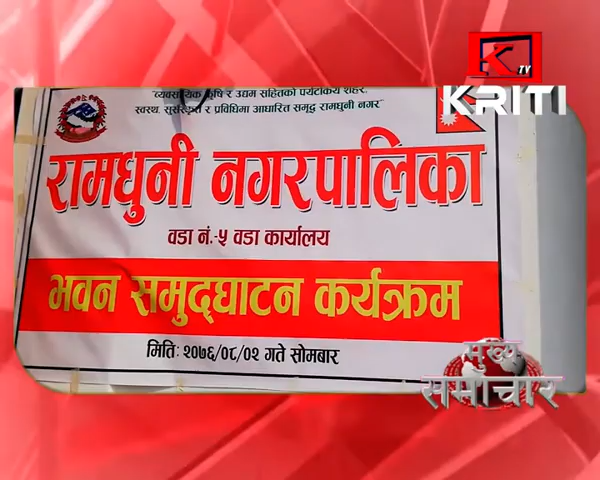 K TV
KRITI
"व्यवसायिक कृषि र उद्यम सहितको पर्यटकिय शहर,
स्वस्थ, सुसंस्कृत र प्रविधिमा आधारित समृद्ध रामधुनी नगर"
रामधुनी नगरपालिका
वडा नं.-५ वडा कार्यालय
भवन समुद्घाटन कर्यक्रम
मिति: २०७६/०८/०२ गते सोमबार
मुख्य
समाचार